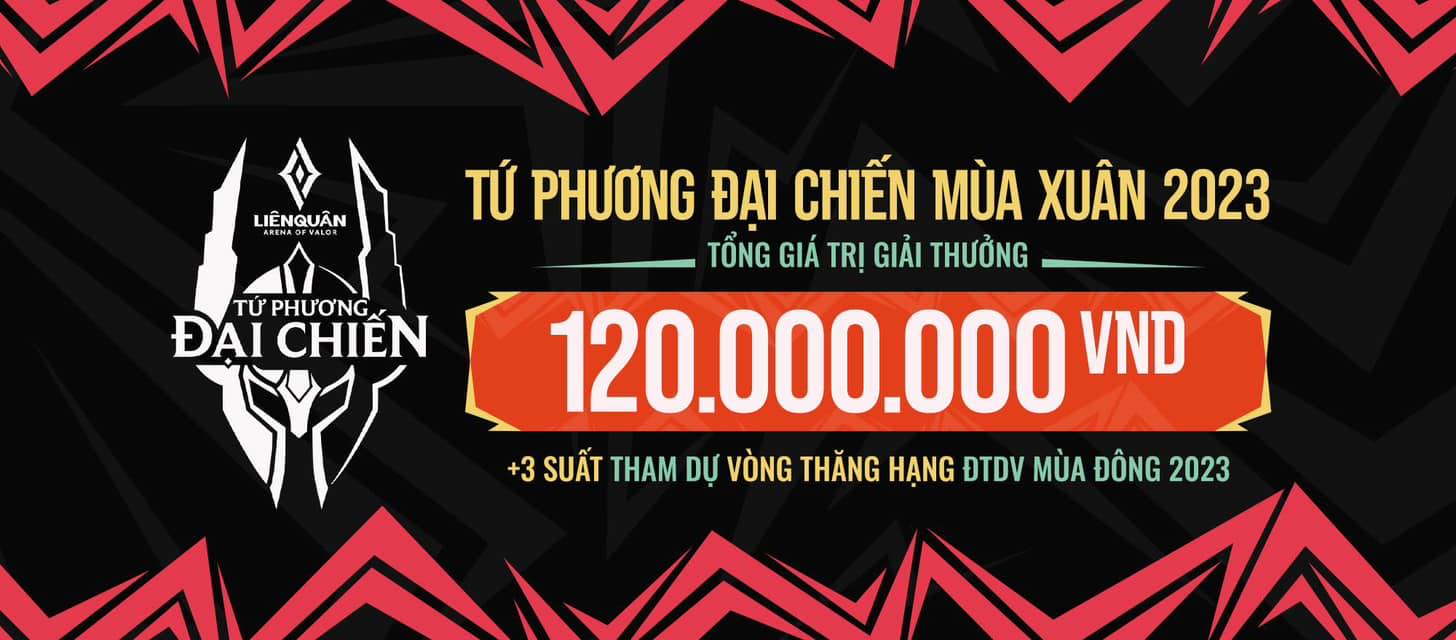 LIÊNQUÂN
ARENA OF VALOR
TỨ PHƯƠNG
ĐẠI CHIẾN
TỨ PHƯƠNG ĐẠI CHIẾN MÙA XUÂN 2023
TỔNG GIÁ TRỊ GIẢI THƯỞNG
120.000.000 VND
+3 SUẤT THAM DỰ VÒNG THĂNG HẠNG ĐTDV MÙA ĐÔNG 2023